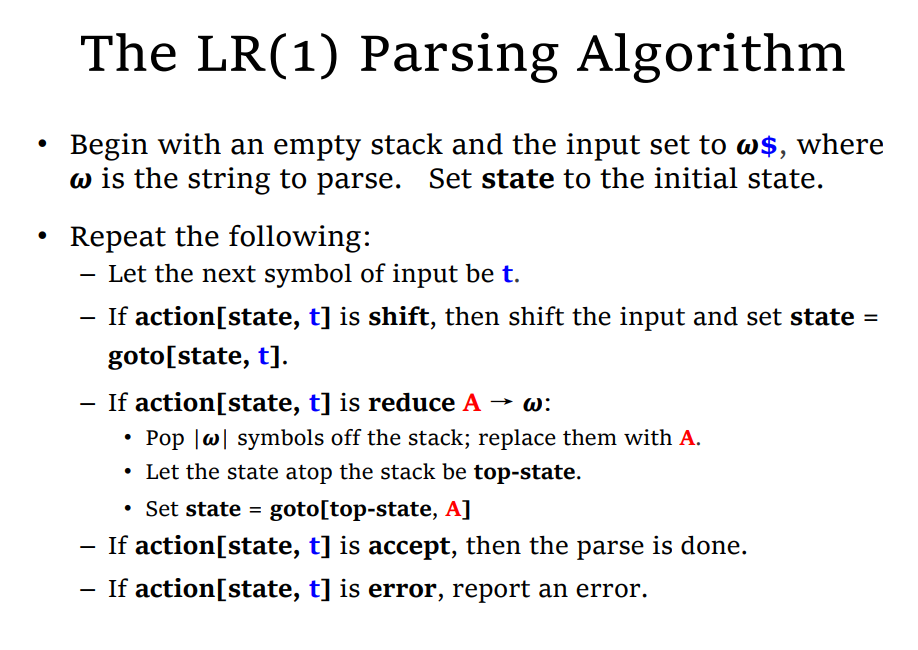 The LR(1) Parsing Algorithm
• Begin with an empty stack and the input set to ω$, where
ω is the string to parse. Set state to the initial state.
• Repeat the following:
– Let the next symbol of input be t.
– If action[state, t] is shift, then shift the input and set state =
goto[state, t].
– If action[state, t] is reduce A → ω:
• Pop |ω| symbols off the stack; replace them with A.
• Let the state atop the stack be top-state.
• Set state = goto[top-state, A]
– If action[state, t] is accept, then the parse is done.
– If action[state, t] is error, report an error.